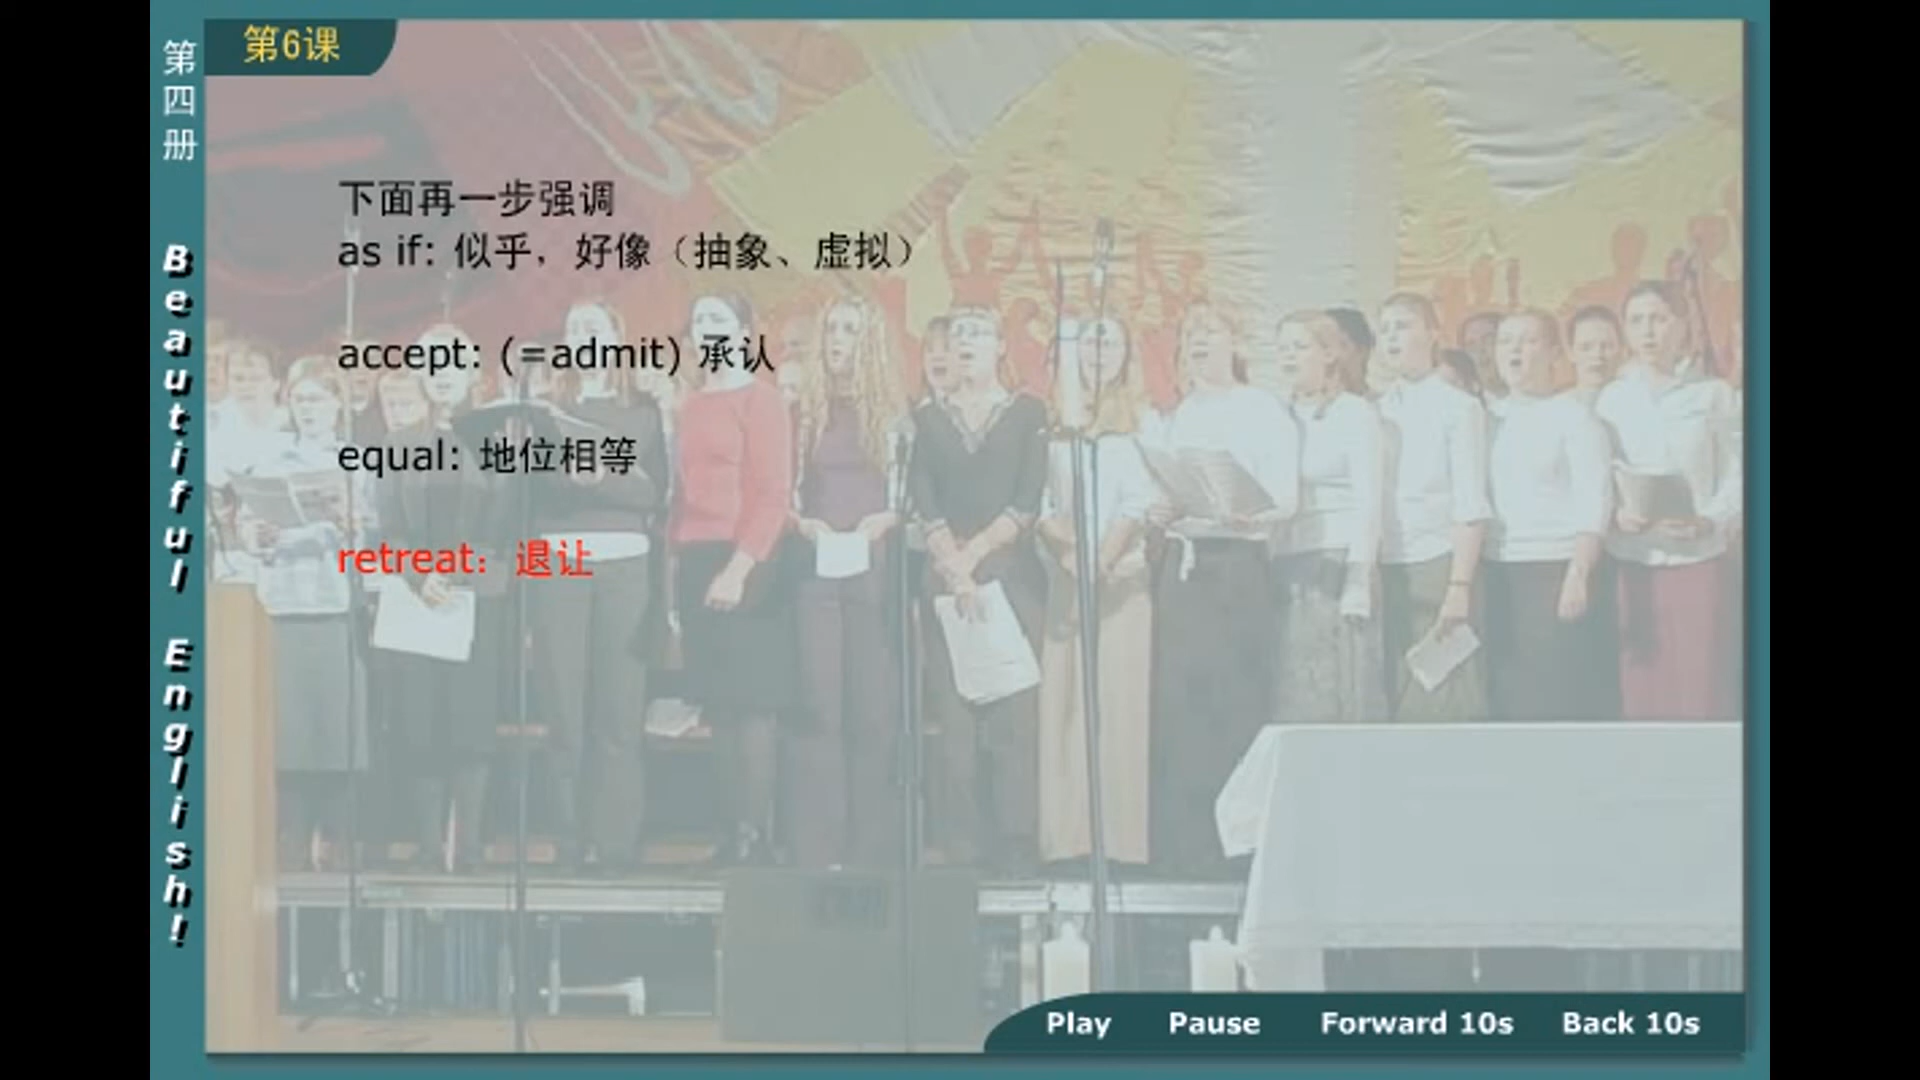 第四册
第6课
Beautiful English!
下面再一步强调
as if: 似乎，好像（抽象、虚拟）
accept: (=admit) 承认
equal: 地位相等
retreat：退让
Play Pause Forward 10s Back 10s